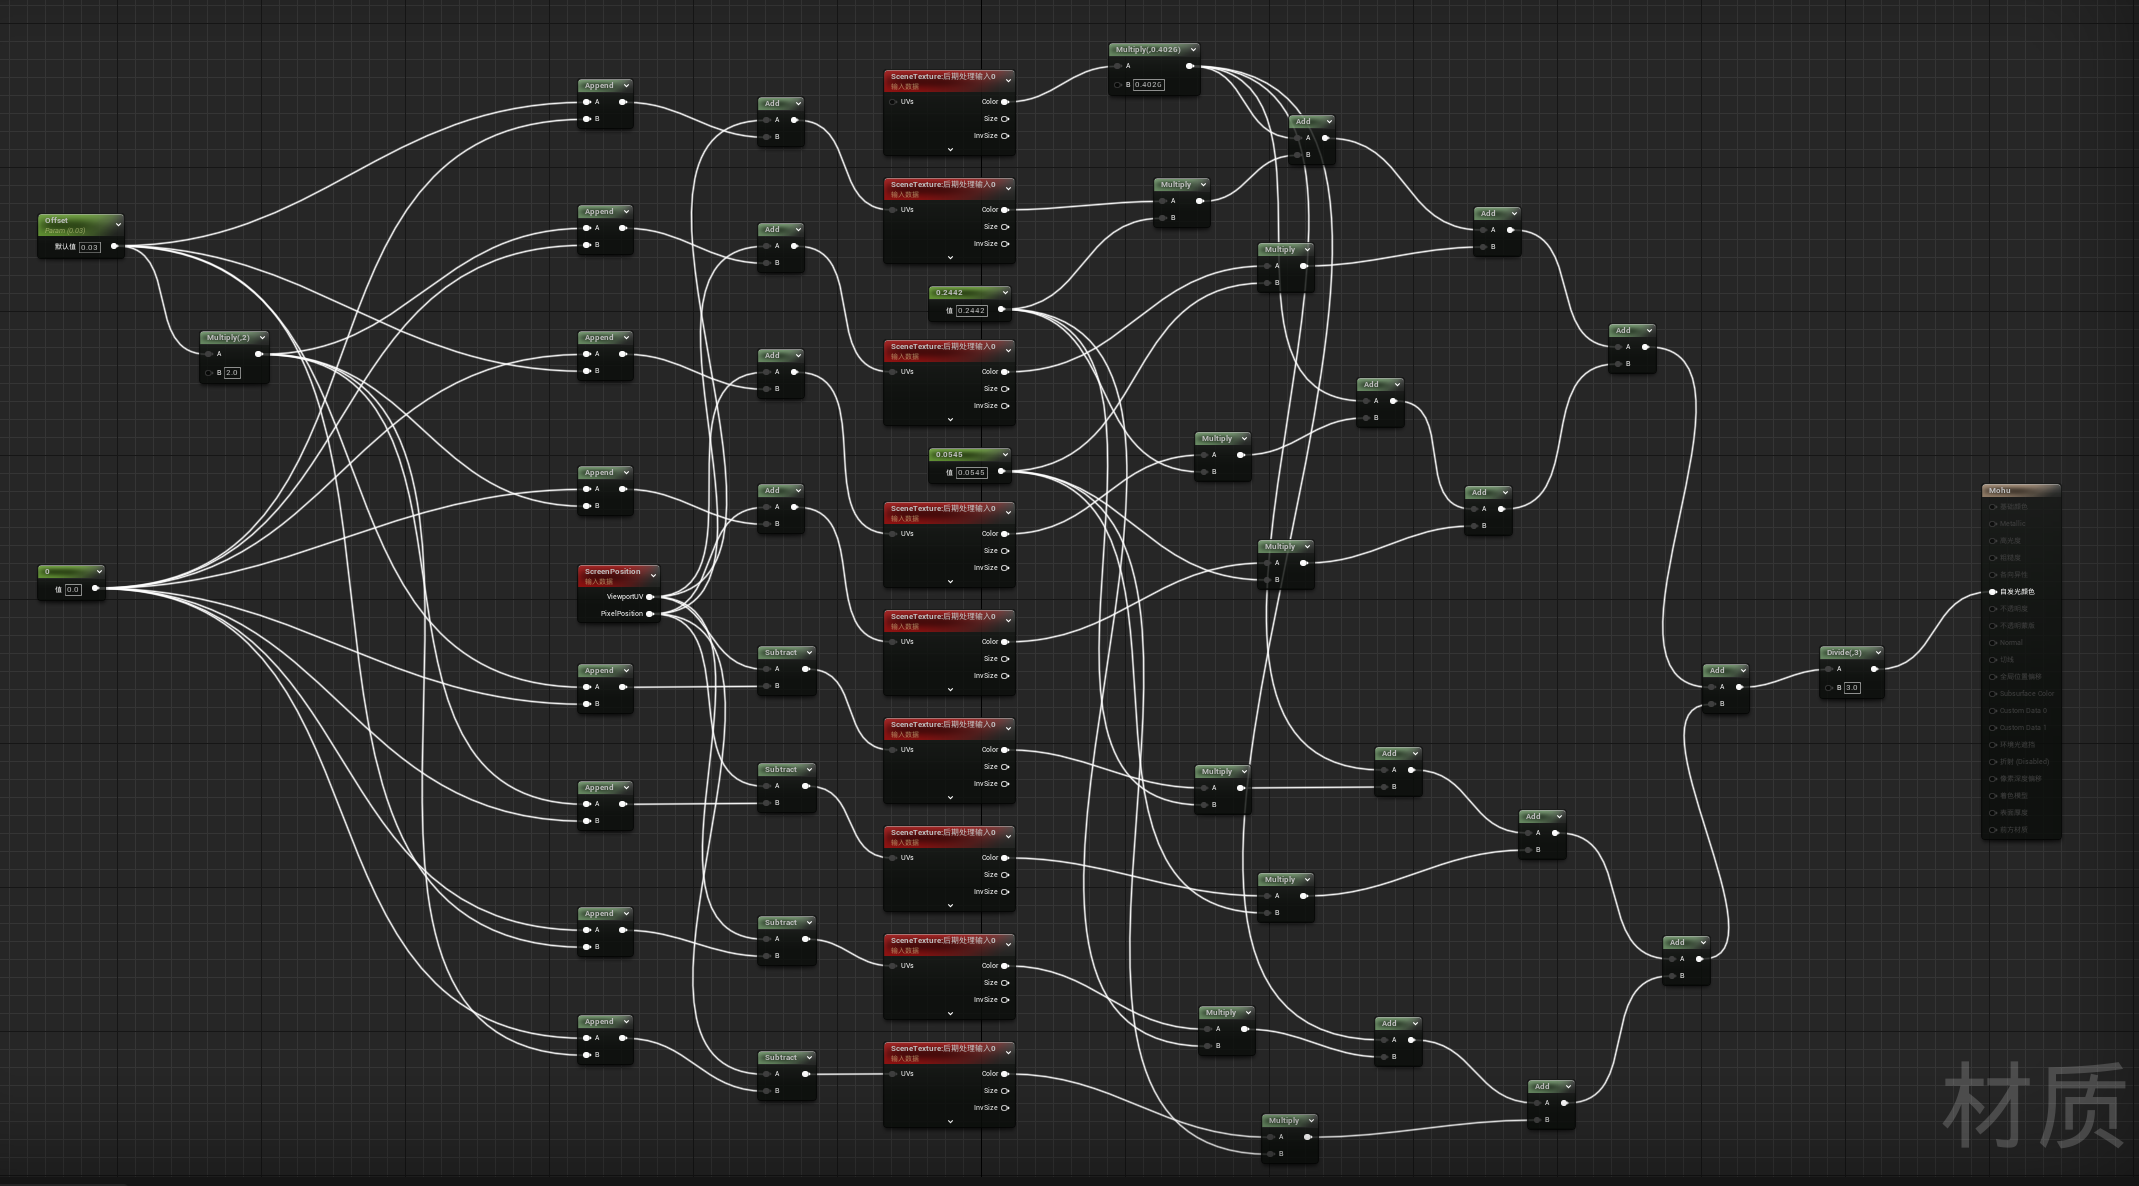 Offset
Param (0.03)
默认值 0.03
Multiply(,2)
A
B 2.0
0
值 0.0
Append
A
B
Append
A
B
Append
A
B
Append
A
B
ScreenPosition
输入数据
ViewportUV
PixelPosition
Append
A
B
Append
A
B
Append
A
B
Append
A
B
Add
A
B
Add
A
B
Add
A
B
Add
A
B
Subtract
A
B
Subtract
A
B
Subtract
A
B
Subtract
A
B
SceneTexture:后期处理输入0
输入数据
UVs Color
Size
InvSize
SceneTexture:后期处理输入0
输入数据
UVs Color
Size
InvSize
0.2442
值 0.2442
SceneTexture:后期处理输入0
输入数据
UVs Color
Size
InvSize
0.0545
值 0.0545
SceneTexture:后期处理输入0
输入数据
UVs Color
Size
InvSize
SceneTexture:后期处理输入0
输入数据
UVs Color
Size
InvSize
SceneTexture:后期处理输入0
输入数据
UVs Color
Size
InvSize
SceneTexture:后期处理输入0
输入数据
UVs Color
Size
InvSize
SceneTexture:后期处理输入0
输入数据
UVs Color
Size
InvSize
SceneTexture:后期处理输入0
输入数据
UVs Color
Size
InvSize
Multiply(,0.4026)
A
B 0.4026
Multiply
A
B
Add
A
B
Multiply
A
B
Add
A
B
Add
A
B
Add
A
B
Multiply
A
B
Add
A
B
Multiply
A
B
Multiply
A
B
Add
A
B
Multiply
A
B
Add
A
B
Add
A
B
Multiply
A
B
Add
A
B
Multiply
A
B
Add
A
B
Add
A
B
Divide(,3)
A
B 3.0
Mohu
基础颜色
Metallic
高光度
粗糙度
各向异性
自发光颜色
不透明度
不透明蒙版
Normal
切线
全局位置偏移
Subsurface Color
Custom Data 0
Custom Data 1
环境光遮挡
折射 (Disabled)
像素深度偏移
着色模型
表面厚度
前方材质
材质